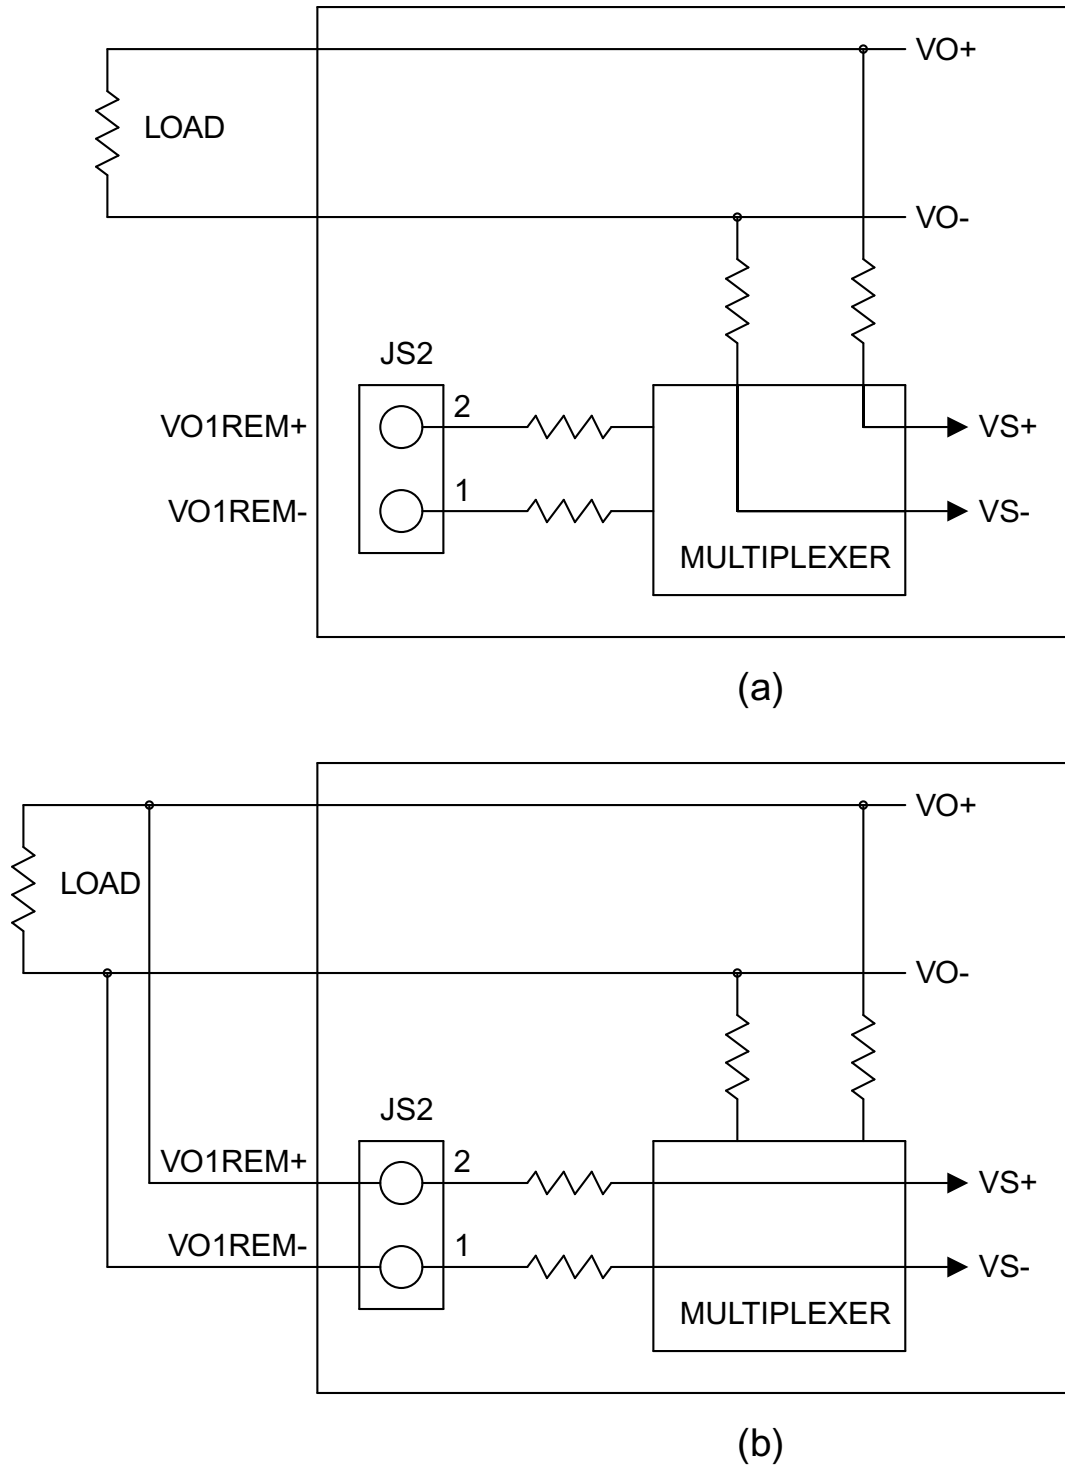 VO+
LOAD
VO-
JS2
VO1REM+ 2 VS+
VO1REM- 1 VS-
MULTIPLEXER
(a)
VO+
LOAD
VO-
JS2
VO1REM+ 2 VS+
VO1REM- 1 VS-
MULTIPLEXER
(b)